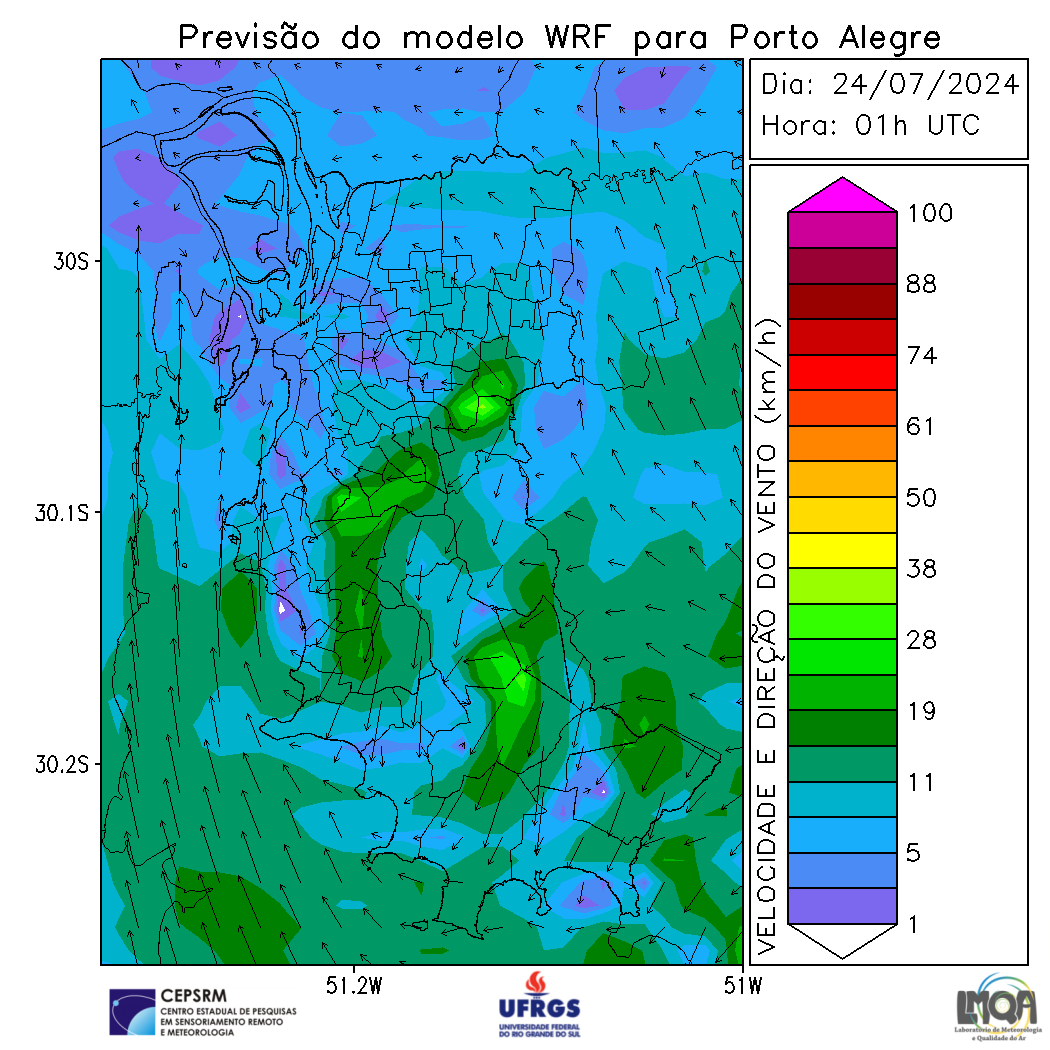 Previsão do modelo WRF para Porto Alegre
Dia: 24/07/2024
Hora: 01h UTC
30S
30.1S
30.2S
51.2W
51W
VELOCIDADE E DIREÇÃO DO VENTO (km/h)
100
88
74
61
50
38
28
19
11
5
1
CEPSRM
CENTRO ESTADUAL DE PESQUISAS
EM SENSORIAMENTO REMOTO
E METEOROLOGIA
UFRGS
UNIVERSIDADE FEDERAL
DO RIO GRANDE DO SUL
LMQA
Laboratório de Meteorologia
e Qualidade do Ar